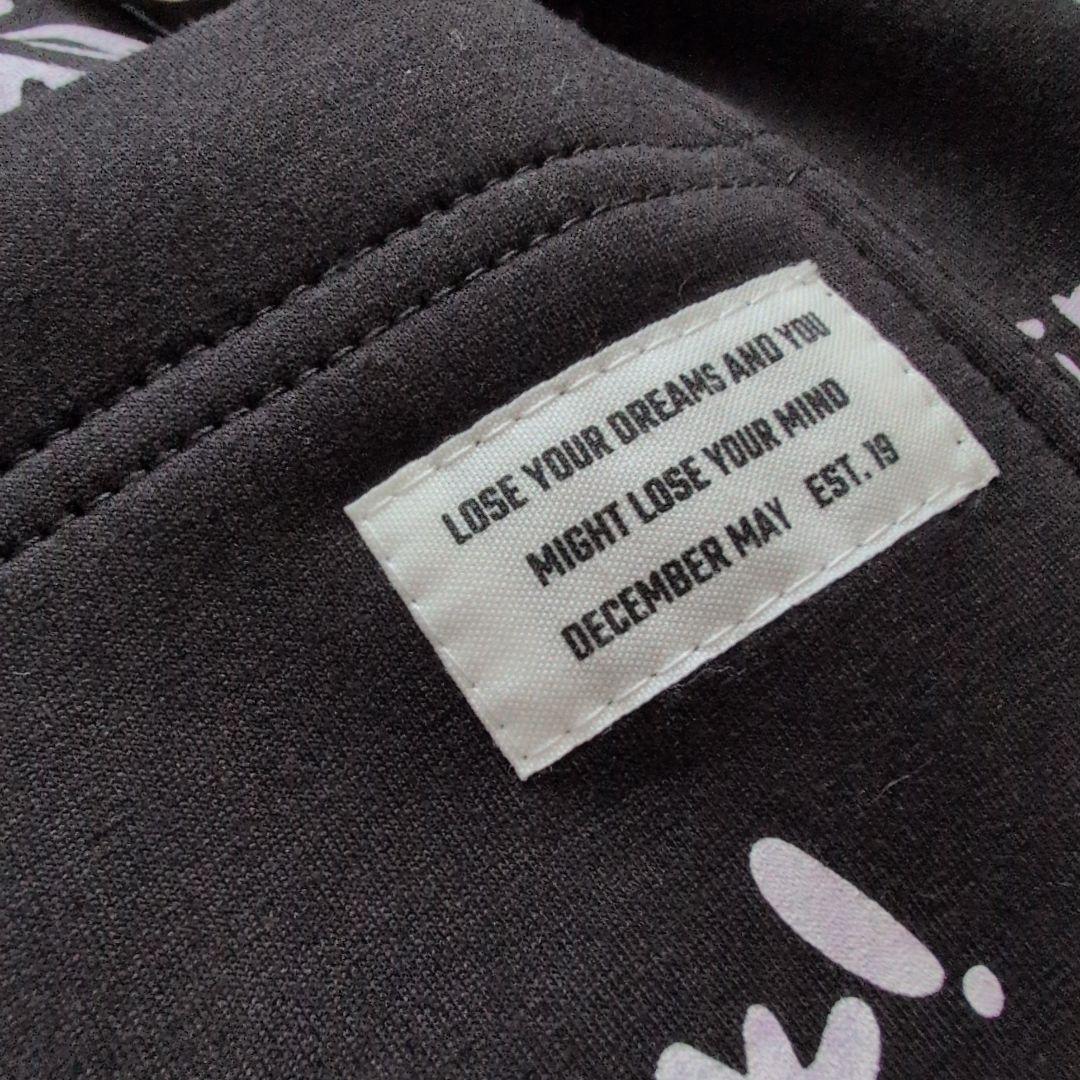 LOSE YOUR DREAMS AND YOU
MIGHT LOSE YOUR MIND
DECEMBER MAY EST. 19